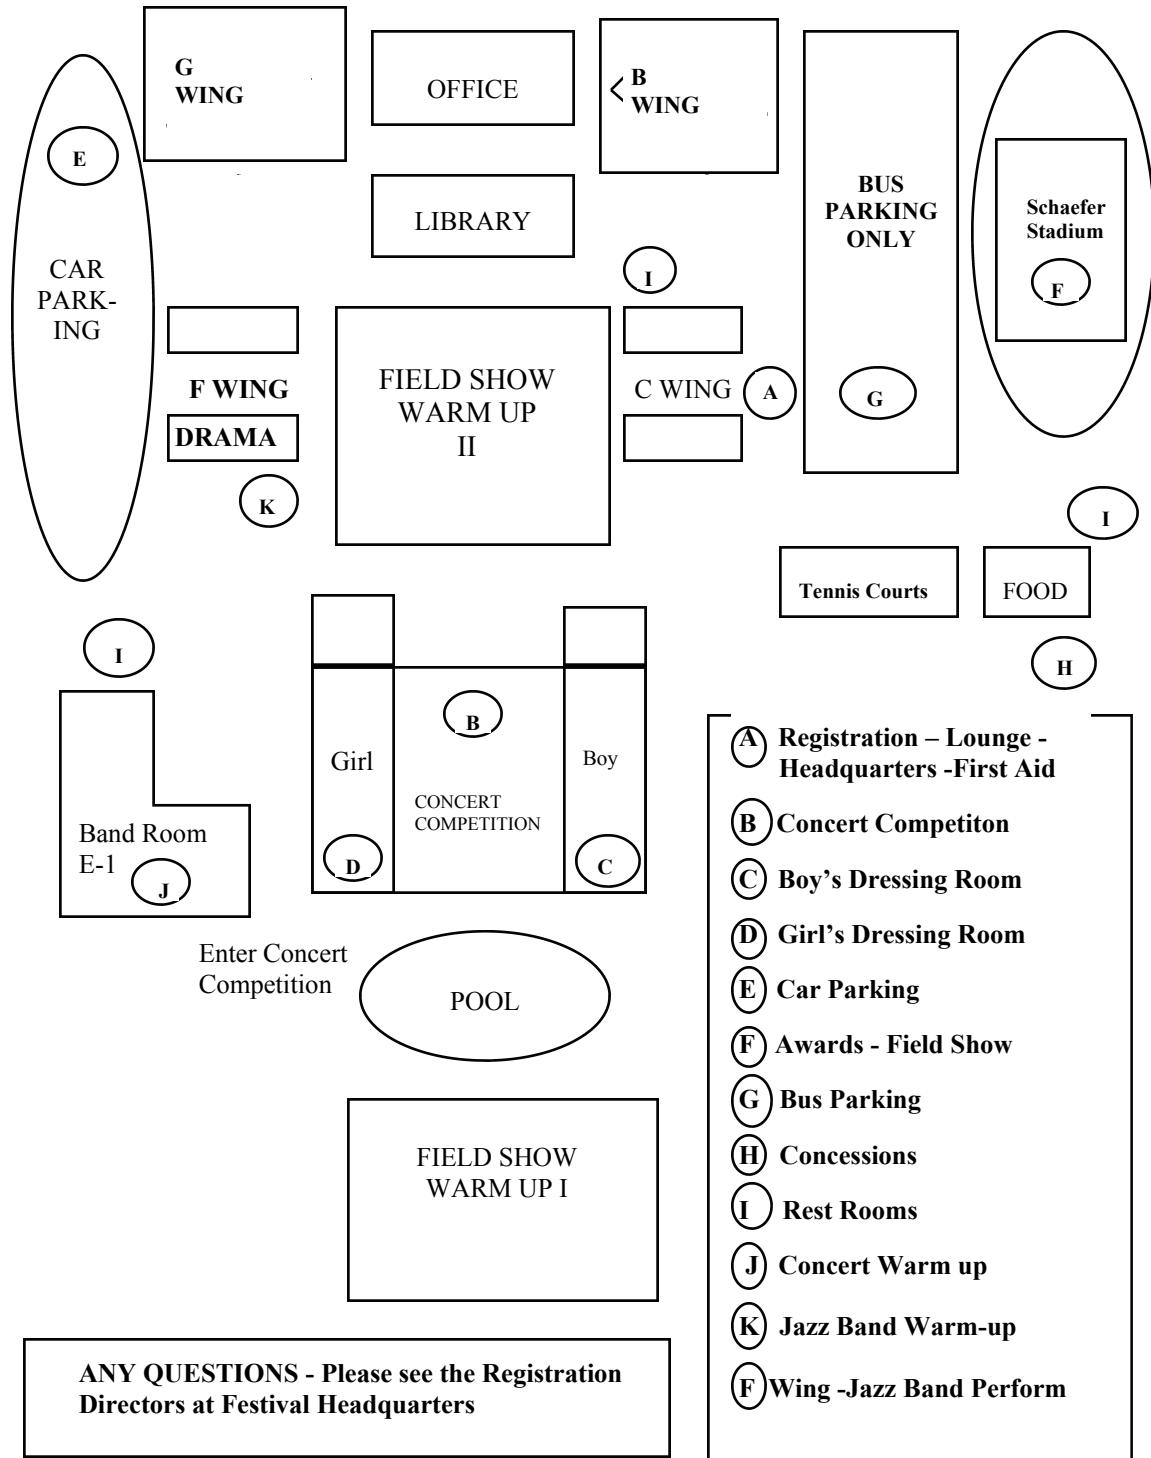 G
WING
OFFICE
B
WING
E
BUS
PARKING
ONLY
LIBRARY
Schaefer
Stadium
F
CAR
PARK-
ING
I
F WING
FIELD SHOW
WARM UP
II
C WING
A
G
DRAMA
K
I
Tennis Courts
FOOD
I
H
B
Girl
Boy
CONCERT
COMPETITION
D
C
Band Room
E-1
J
Enter Concert
Competition
POOL
FIELD SHOW
WARM UP I
A Registration – Lounge -
Headquarters -First Aid
B Concert Competiton
C Boy's Dressing Room
D Girl's Dressing Room
E Car Parking
F Awards - Field Show
G Bus Parking
H Concessions
I Rest Rooms
J Concert Warm up
K Jazz Band Warm-up
F Wing -Jazz Band Perform
ANY QUESTIONS - Please see the Registration
Directors at Festival Headquarters